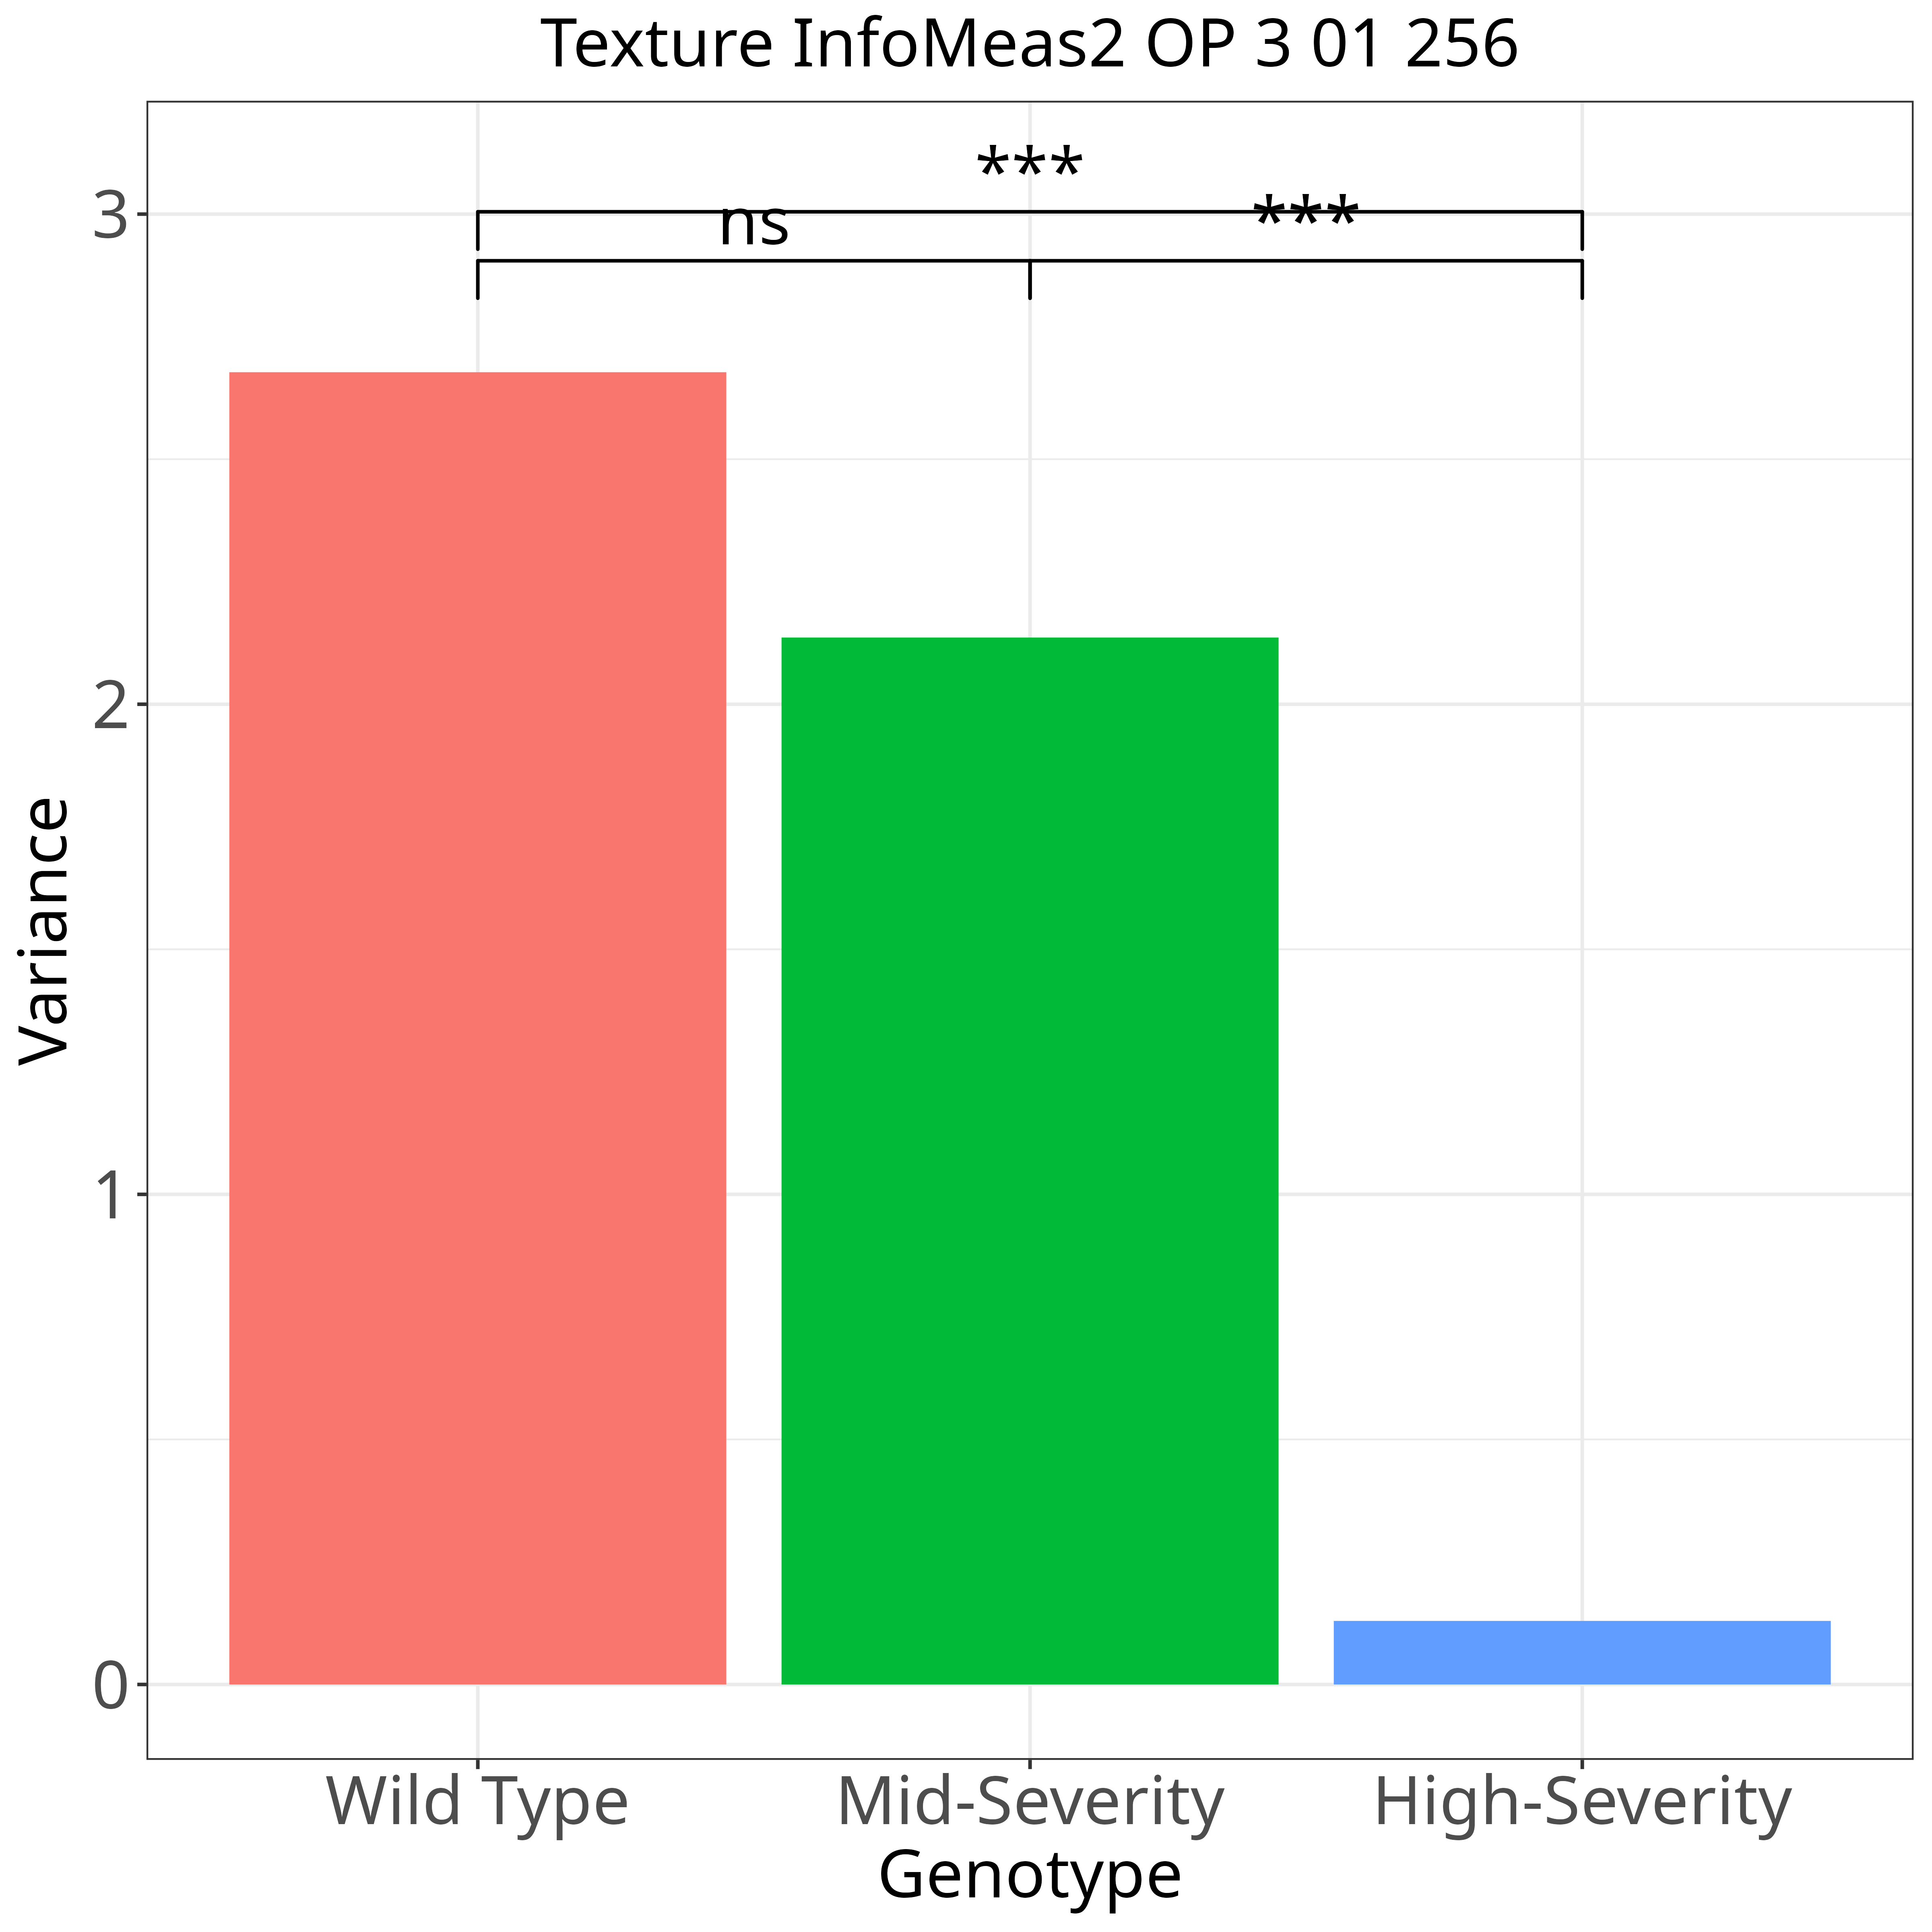 Texture InfoMeas2 OP 3 01 256
***
ns
***
3
2
1
0
Variance
Wild Type
Mid-Severity
High-Severity
Genotype